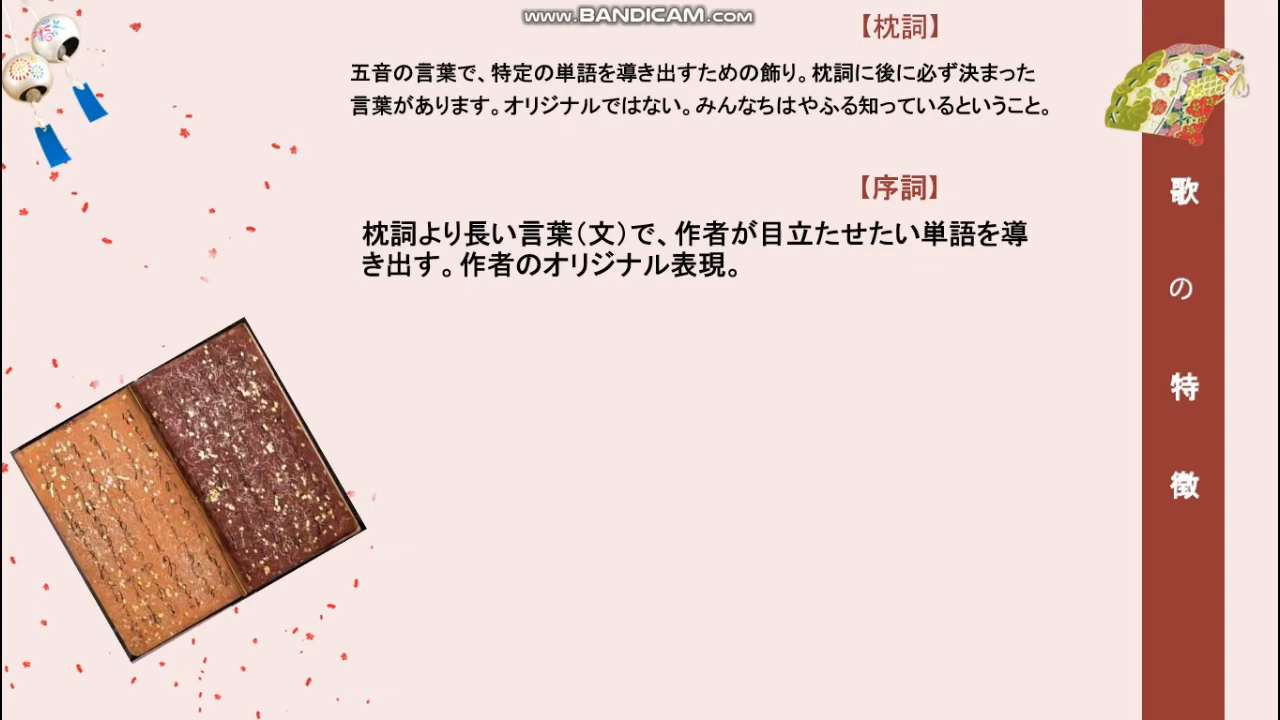 www.BANDICAM.com
【枕詞】
五音の言葉で、特定の単語を導き出すための飾り。枕詞に後に必ず決まった
言葉があります。オリジナルではない。みんなちはやふる知っているということ。
【序詞】
枕詞より長い言葉(文)で、作者が目立たせたい単語を導
き出す。作者のオリジナル表現。
歌の特徴